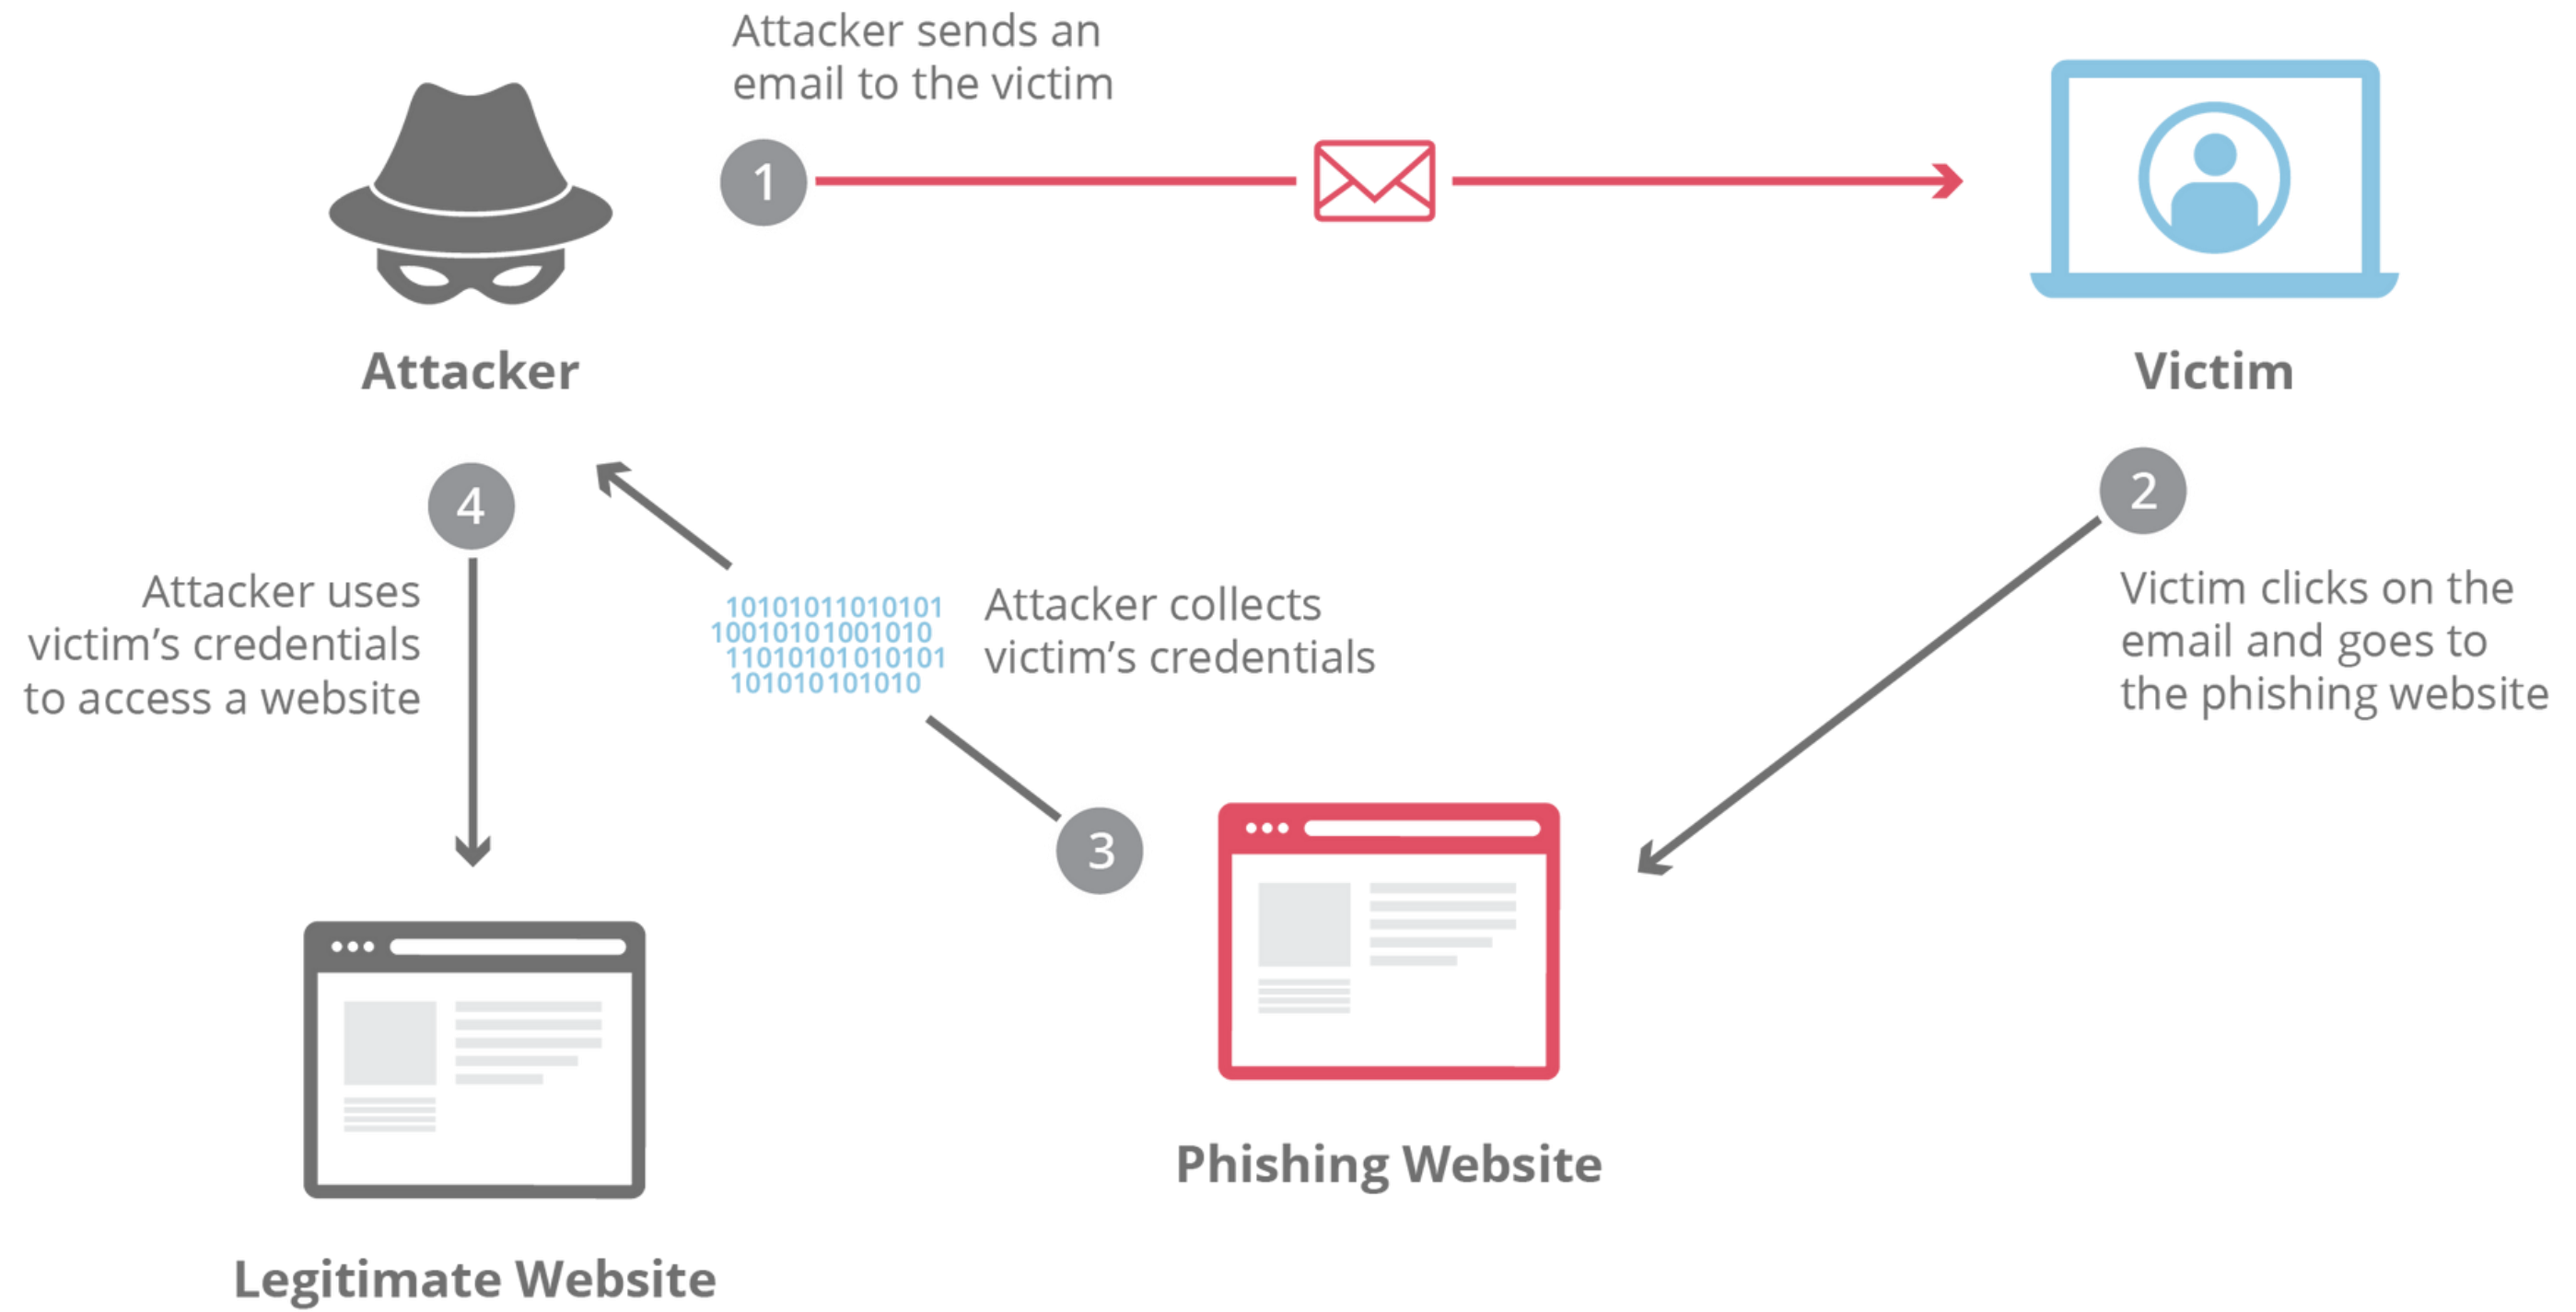 Attacker sends an
email to the victim
1
Attacker
Victim
2
Victim clicks on the
email and goes to
the phishing website
3
Attacker collects
victim's credentials
10101011010101
10010101001010
11010101010101
101010101010
4
Attacker uses
victim's credentials
to access a website
Phishing Website
Legitimate Website